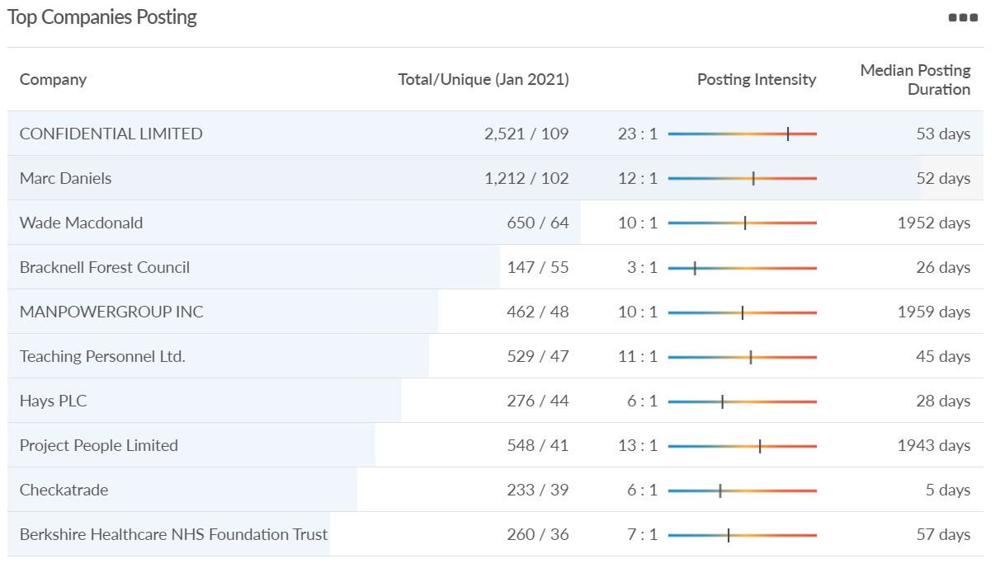 Top Companies Posting
Company Total/Unique (Jan 2021) Posting Intensity Median Posting Duration
CONFIDENTIAL LIMITED 2,521 / 109 23 : 1 53 days
Marc Daniels 1,212 / 102 12 : 1 52 days
Wade Macdonald 650 / 64 10 : 1 1952 days
Bracknell Forest Council 147 / 55 3 : 1 26 days
MANPOWERGROUP INC 462 / 48 10 : 1 1959 days
Teaching Personnel Ltd. 529 / 47 11 : 1 45 days
Hays PLC 276 / 44 6 : 1 28 days
Project People Limited 548 / 41 13 : 1 1943 days
Checkatrade 233 / 39 6 : 1 5 days
Berkshire Healthcare NHS Foundation Trust 260 / 36 7 : 1 57 days